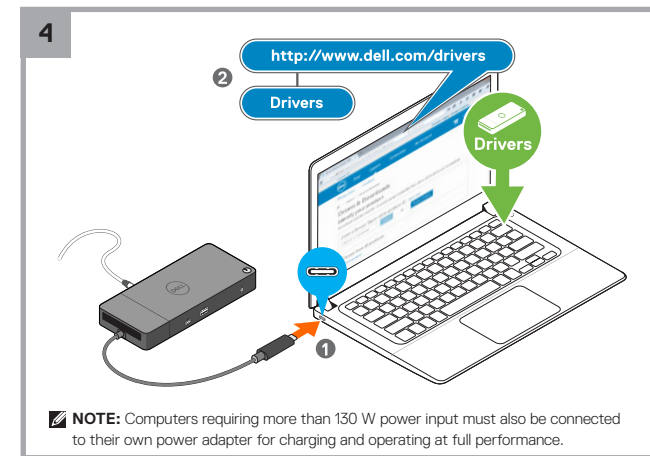 4
http://www.dell.com/drivers
2
Drivers
Drivers
DELL
1
NOTE: Computers requiring more than 130 W power input must also be connected
to their own power adapter for charging and operating at full performance.